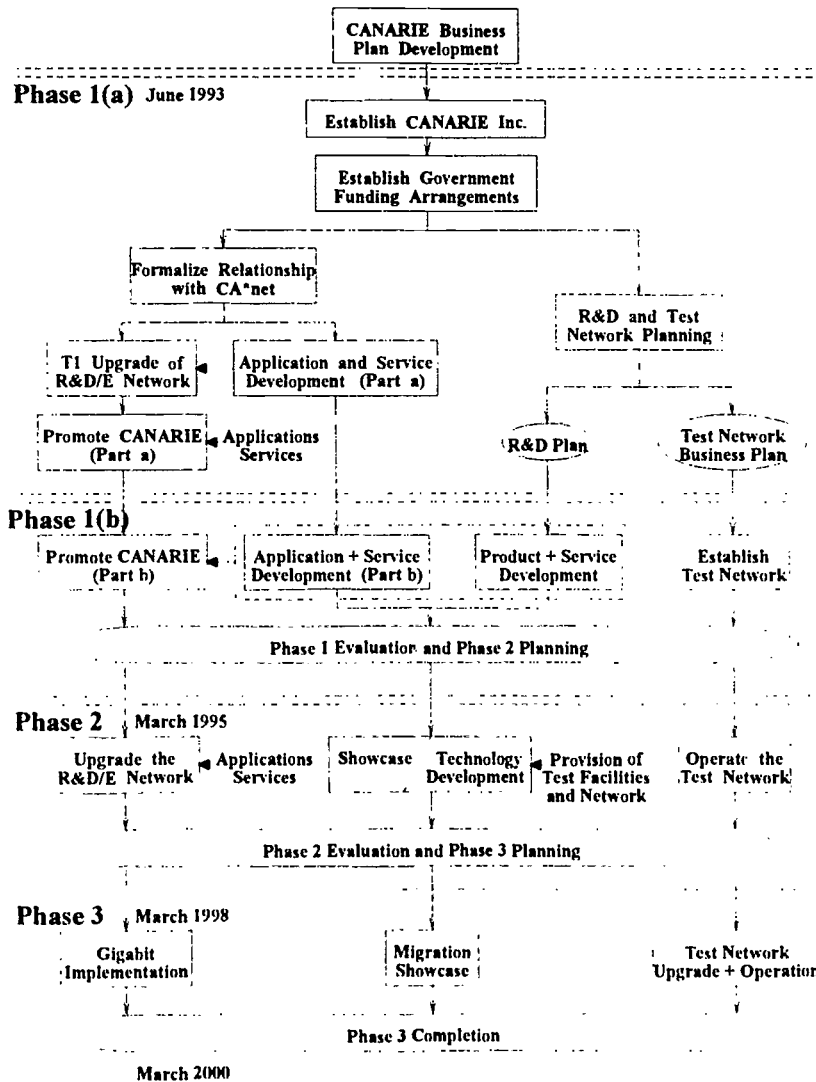 CANARIE Business
Plan Development
Phase 1(a) June 1993
Establish CANARIE Inc.
Establish Government
Funding Arrangements
Formalize Relationship
with CA*net
R&D and Test
Network Planning
T1 Upgrade of
R&D/E Network
Application and Service
Development (Part a)
Promote CANARIE
(Part a)
Applications
Services
R&D Plan
Test Network
Business Plan
Phase 1(b)
Promote CANARIE
(Part b)
Application + Service
Development (Part b)
Product + Service
Development
Establish
Test Network
Phase 1 Evaluation and Phase 2 Planning
Phase 2 March 1995
Upgrade the
R&D/E Network
Applications
Services
Showcase
Technology
Development
Provision of
Test Facilities
and Network
Operate the
Test Network
Phase 2 Evaluation and Phase 3 Planning
Phase 3 March 1998
Gigabit
Implementation
Migration
Showcase
Test Network
Upgrade + Operation
Phase 3 Completion
March 2000